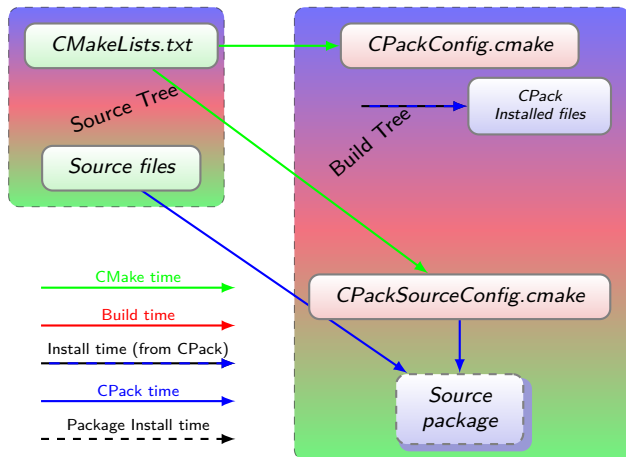 CMakeLists.txt
CPackConfig.cmake
Source Tree
CPack
Installed files
Build Tree
Source files
CMake time
CPackSourceConfig.cmake
Build time
Install time (from CPack)
CPack time
Source
package
Package Install time